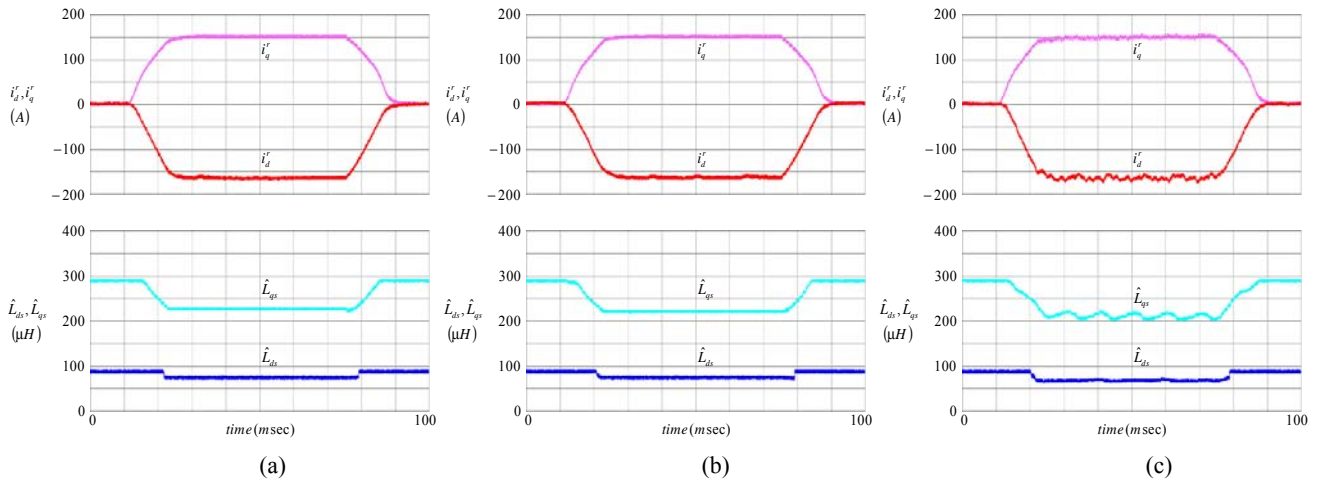 200
100
0
−100
−200
i_d^r, i_q^r
(A)
i_q^r
i_d^r
400
300
200
100
0
L̂_ds, L̂_qs
(μH)
L̂_qs
L̂_ds
0
100
time(msec)
(a)
200
100
0
−100
−200
i_d^r, i_q^r
(A)
i_q^r
i_d^r
400
300
200
100
0
L̂_ds, L̂_qs
(μH)
L̂_qs
L̂_ds
0
100
time(msec)
(b)
200
100
0
−100
−200
i_d^r, i_q^r
(A)
i_q^r
i_d^r
400
300
200
100
0
L̂_ds, L̂_qs
(μH)
L̂_qs
L̂_ds
0
100
time(msec)
(c)